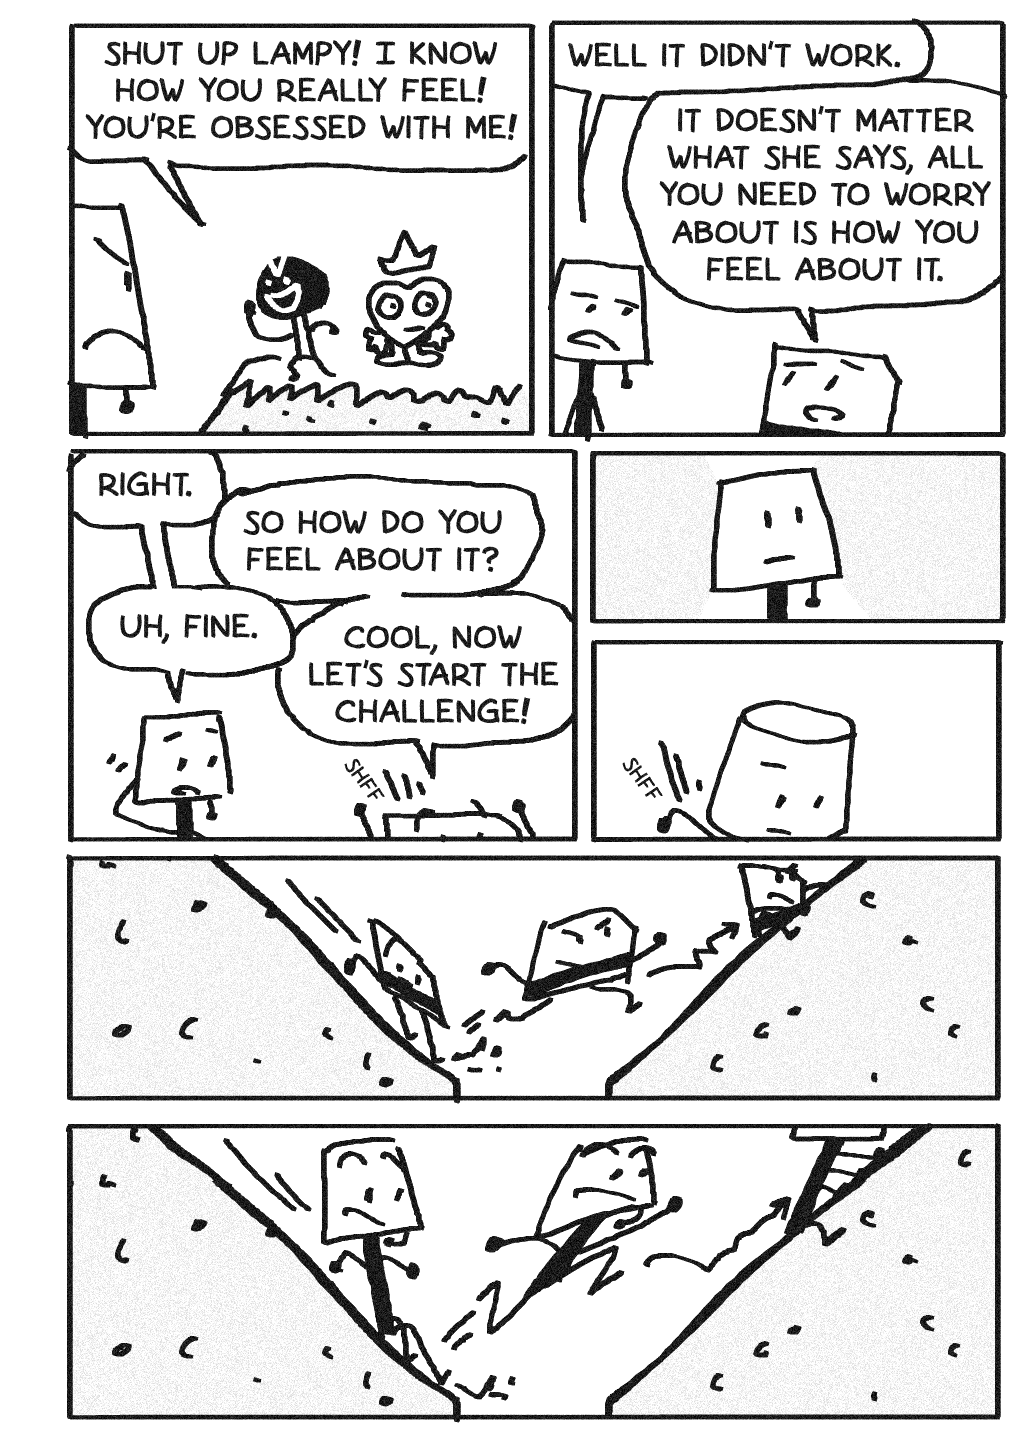 SHUT UP LAMPY! I KNOW
HOW YOU REALLY FEEL!
YOU'RE OBSESSED WITH ME!
WELL IT DIDN'T WORK.
IT DOESN'T MATTER
WHAT SHE SAYS, ALL
YOU NEED TO WORRY
ABOUT IS HOW YOU
FEEL ABOUT IT.
RIGHT.
SO HOW DO YOU
FEEL ABOUT IT?
UH, FINE.
COOL, NOW
LET'S START THE
CHALLENGE!
SHFF
SHFF